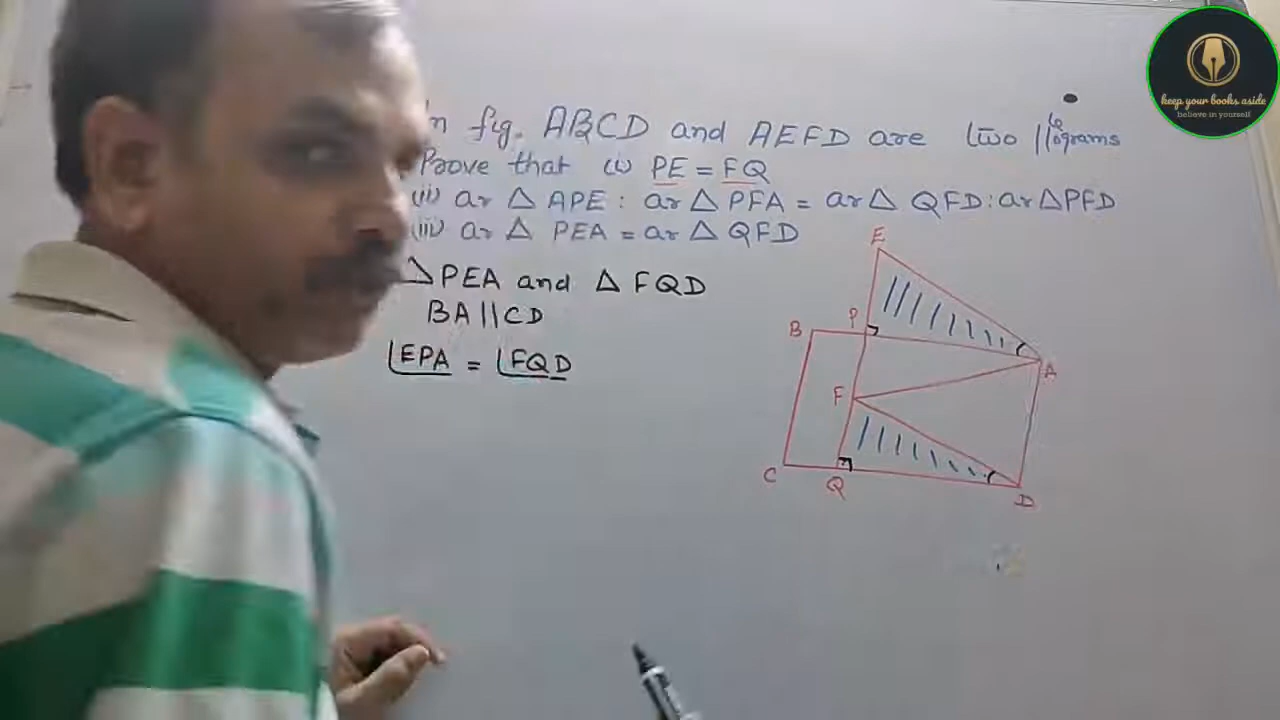 In fig. ABCD and AEFD are two ||lograms
Prove that (i) PE = FQ
(ii) ar △ APE : ar △ PFA = ar △ QFD : ar △ PFD
(iii) ar △ PEA = ar △ QFD
△ PEA and △ FQD
BA || CD
∠EPA = ∠FQD
E
B
P
A
F
C
Q
D
keep your books aside
believe in yourself